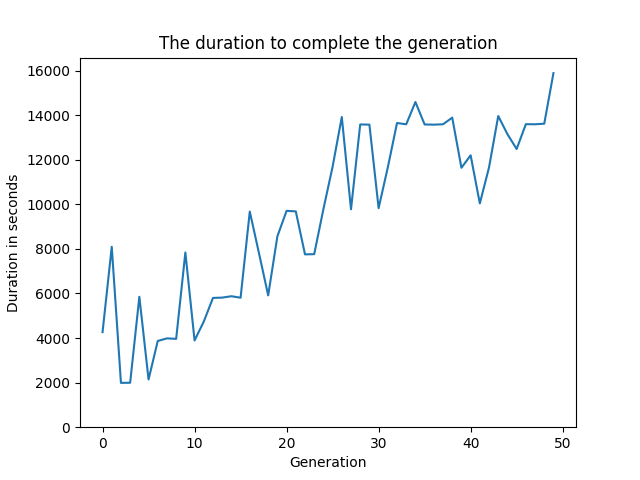 The duration to complete the generation
16000
14000
12000
10000
8000
6000
4000
2000
0
Duration in seconds
0 10 20 30 40 50
Generation